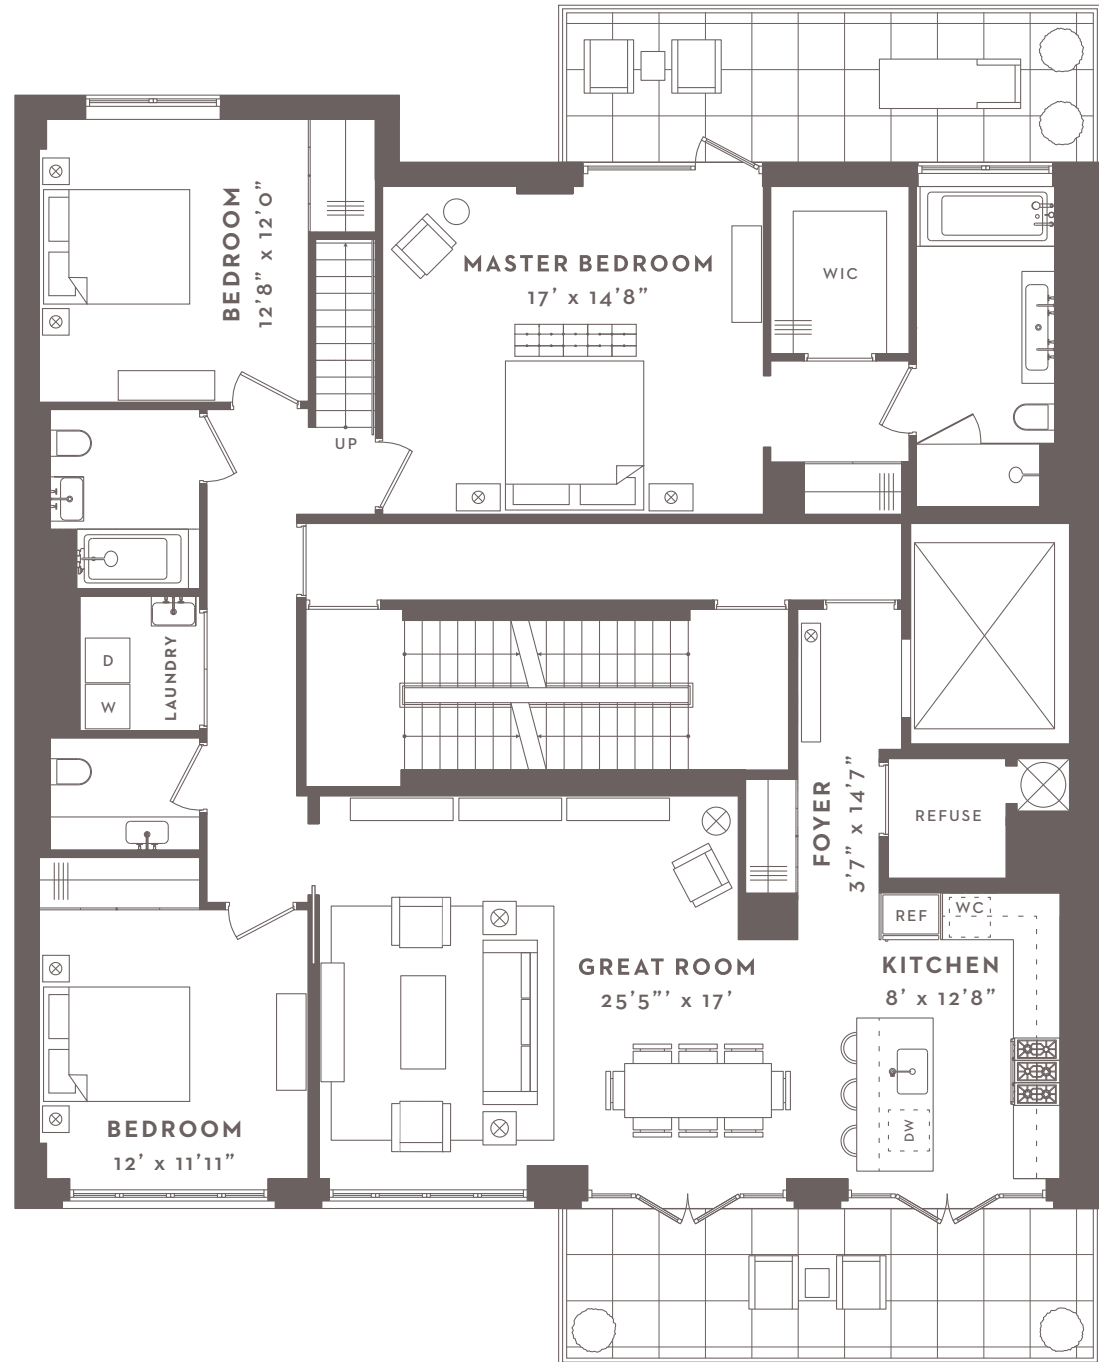 BEDROOM
12’8” x 12’0”
MASTER BEDROOM
17’ x 14’8”
WIC
UP
D
W
LAUNDRY
FOYER
3’7” x 14’7”
REFUSE
REF
WC
GREAT ROOM
25’5”’ x 17’
KITCHEN
8’ x 12’8”
DW
BEDROOM
12’ x 11’11”